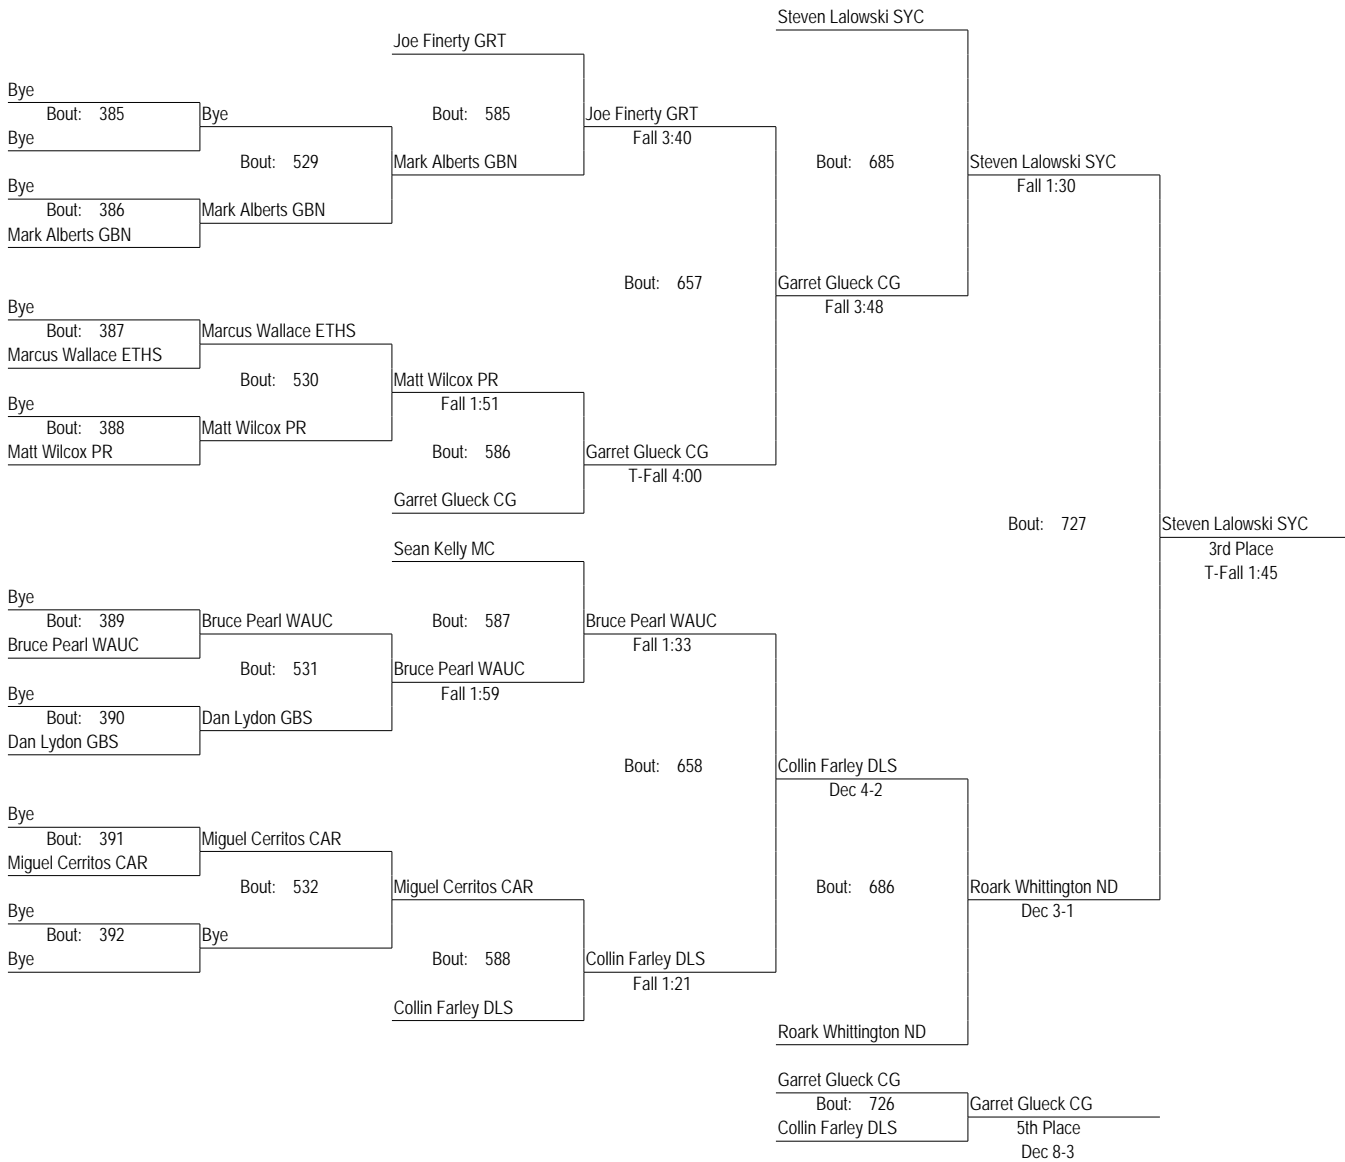 Steven Lalowski SYC
Joe Finerty GRT
Bye
Bout: 385
Bye
Bout: 585
Joe Finerty GRT
Bye
Fall 3:40
Bout: 529
Mark Alberts GBN
Bout: 685
Steven Lalowski SYC
Bye
Fall 1:30
Bout: 386
Mark Alberts GBN
Mark Alberts GBN
Bout: 657
Garret Glueck CG
Bye
Fall 3:48
Bout: 387
Marcus Wallace ETHS
Marcus Wallace ETHS
Bout: 530
Matt Wilcox PR
Bye
Fall 1:51
Bout: 388
Matt Wilcox PR
Matt Wilcox PR
Bout: 586
Garret Glueck CG
T-Fall 4:00
Garret Glueck CG
Bout: 727
Steven Lalowski SYC
Sean Kelly MC
3rd Place
T-Fall 1:45
Bye
Bout: 389
Bruce Pearl WAUC
Bout: 587
Bruce Pearl WAUC
Bruce Pearl WAUC
Fall 1:33
Bout: 531
Bruce Pearl WAUC
Bye
Fall 1:59
Bout: 390
Dan Lydon GBS
Dan Lydon GBS
Bout: 658
Collin Farley DLS
Dec 4-2
Bye
Bout: 391
Miguel Cerritos CAR
Miguel Cerritos CAR
Bout: 532
Miguel Cerritos CAR
Bout: 686
Roark Whittington ND
Bye
Dec 3-1
Bout: 392
Bye
Bye
Bout: 588
Collin Farley DLS
Fall 1:21
Collin Farley DLS
Roark Whittington ND
Garret Glueck CG
Bout: 726
Garret Glueck CG
Collin Farley DLS
5th Place
Dec 8-3